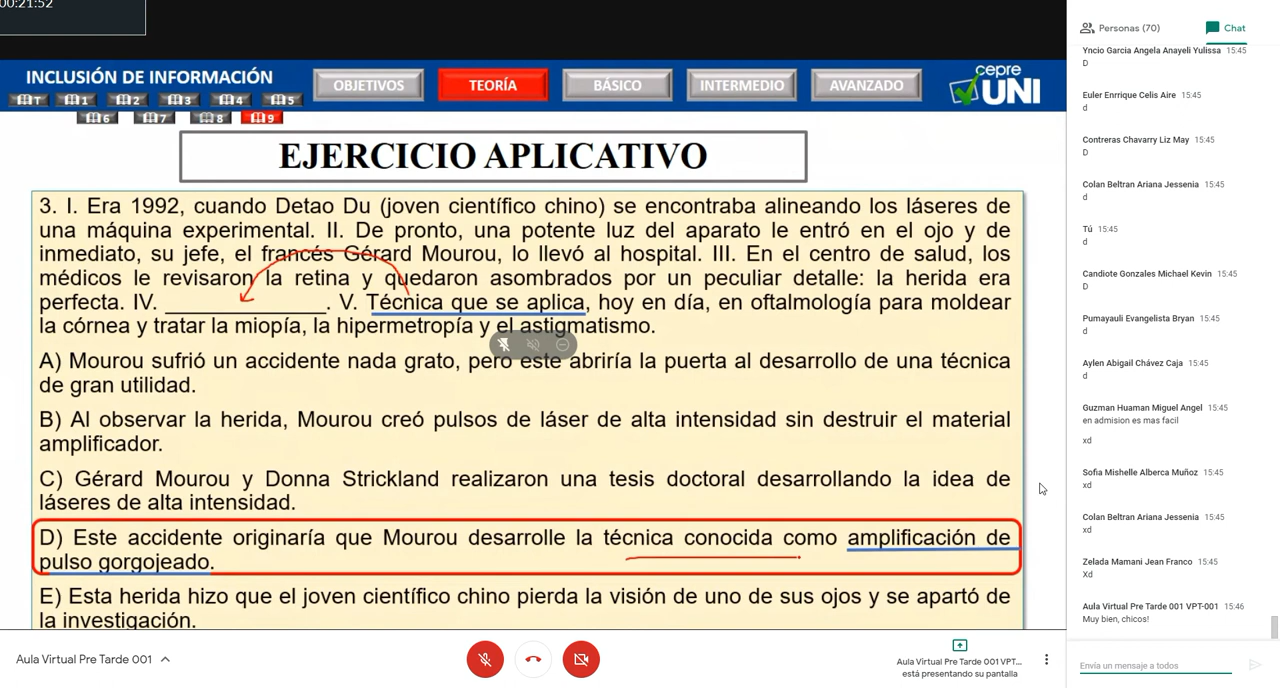 00:21:52
INCLUSIÓN DE INFORMACIÓN
T 1 2 3 4 5
6 7 8 9
OBJETIVOS
TEORÍA
BÁSICO
INTERMEDIO
AVANZADO
cepre
UNI
EJERCICIO APLICATIVO
3. I. Era 1992, cuando Detao Du (joven científico chino) se encontraba alineando los láseres de
una máquina experimental. II. De pronto, una potente luz del aparato le entró en el ojo y de
inmediato, su jefe, el francés Gérard Mourou, lo llevó al hospital. III. En el centro de salud, los
médicos le revisaron la retina y quedaron asombrados por un peculiar detalle: la herida era
perfecta. IV. ______________. V. Técnica que se aplica, hoy en día, en oftalmología para moldear
la córnea y tratar la miopía, la hipermetropía y el astigmatismo.
A) Mourou sufrió un accidente nada grato, pero este abriría la puerta al desarrollo de una técnica
de gran utilidad.
B) Al observar la herida, Mourou creó pulsos de láser de alta intensidad sin destruir el material
amplificador.
C) Gérard Mourou y Donna Strickland realizaron una tesis doctoral desarrollando la idea de
láseres de alta intensidad.
D) Este accidente originaría que Mourou desarrolle la técnica conocida como amplificación de
pulso gorgojeado.
E) Esta herida hizo que el joven científico chino pierda la visión de uno de sus ojos y se apartó de
la investigación.
Aula Virtual Pre Tarde 001
Aula Virtual Pre Tarde 001 VPT...
está presentando su pantalla
Personas (70)
Chat
Yncio Garcia Angela Anayeli Yulissa 15:45
D
Euler Enrrique Celis Aire 15:45
d
Contreras Chavarry Liz May 15:45
D
Colan Beltran Ariana Jessenia 15:45
d
Tú 15:45
d
Candiote Gonzales Michael Kevin 15:45
D
Pumayauli Evangelista Bryan 15:45
d
Aylen Abigail Chávez Caja 15:45
d
Guzman Huaman Miguel Angel 15:45
en admision es mas facil
xd
Sofia Mishelle Alberca Muñoz 15:45
xd
Colan Beltran Ariana Jessenia 15:45
xd
Zelada Mamani Jean Franco 15:45
Xd
Aula Virtual Pre Tarde 001 VPT-001 15:46
Muy bien, chicos!
Envía un mensaje a todos